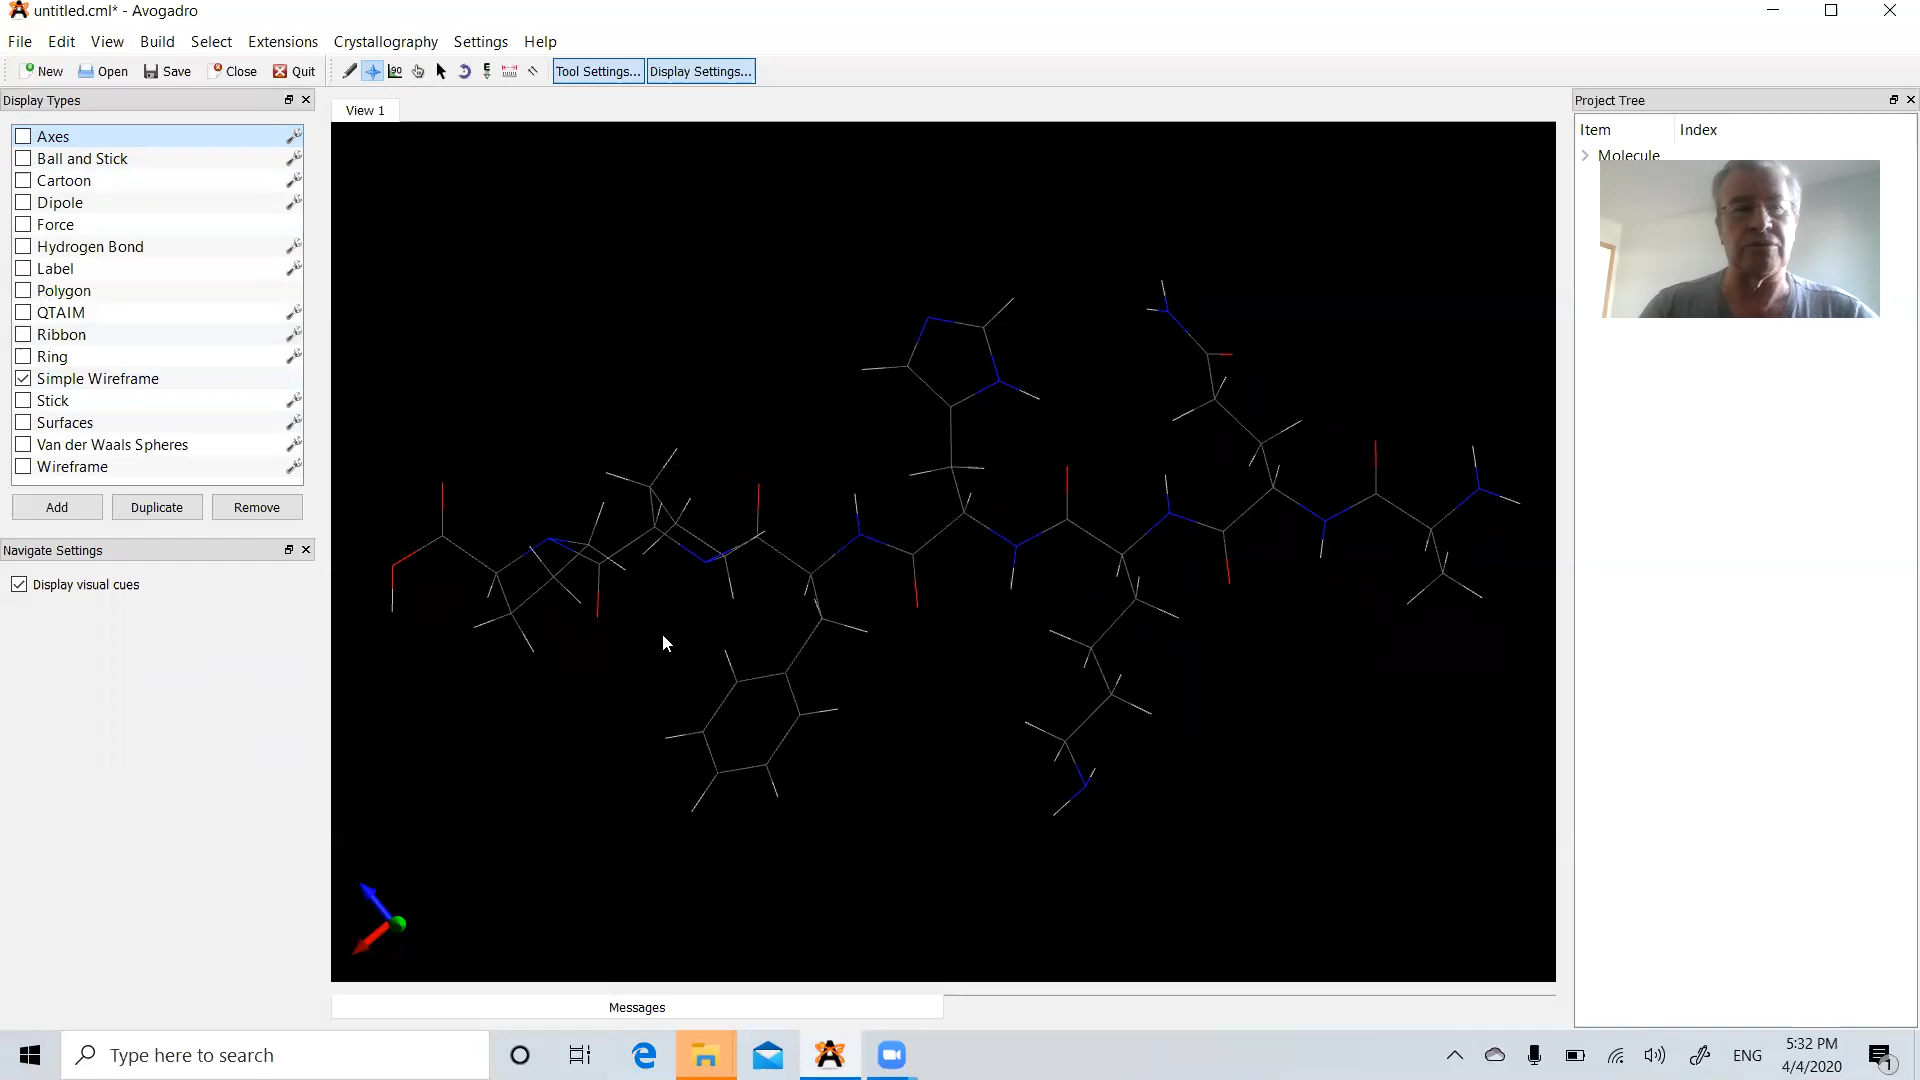 untitled.cml* - Avogadro
File Edit View Build Select Extensions Crystallography Settings Help
New Open Save Close Quit 90 E Tool Settings... Display Settings...
Display Types
View 1
Project Tree
Axes
Ball and Stick
Cartoon
Dipole
Force
Hydrogen Bond
Label
Polygon
QTAIM
Ribbon
Ring
Simple Wireframe
Stick
Surfaces
Van der Waals Spheres
Wireframe
Add Duplicate Remove
Navigate Settings
Display visual cues
Item Index
Molecule
Messages
Type here to search
ENG
5:32 PM
4/4/2020
1